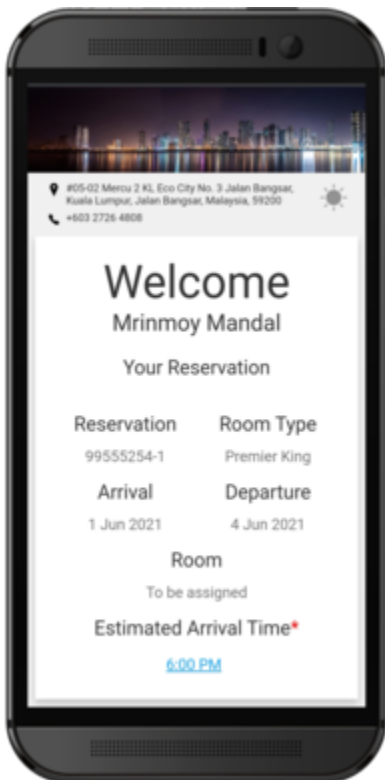 #05-02 Mercu 2 KL Eco City No. 3 Jalan Bangsar,
Kuala Lumpur, Jalan Bangsar, Malaysia, 59200
+603 2726 4808
Welcome
Mrinmoy Mandal
Your Reservation
Reservation Room Type
99555254-1 Premier King
Arrival Departure
1 Jun 2021 4 Jun 2021
Room
To be assigned
Estimated Arrival Time*
6:00 PM